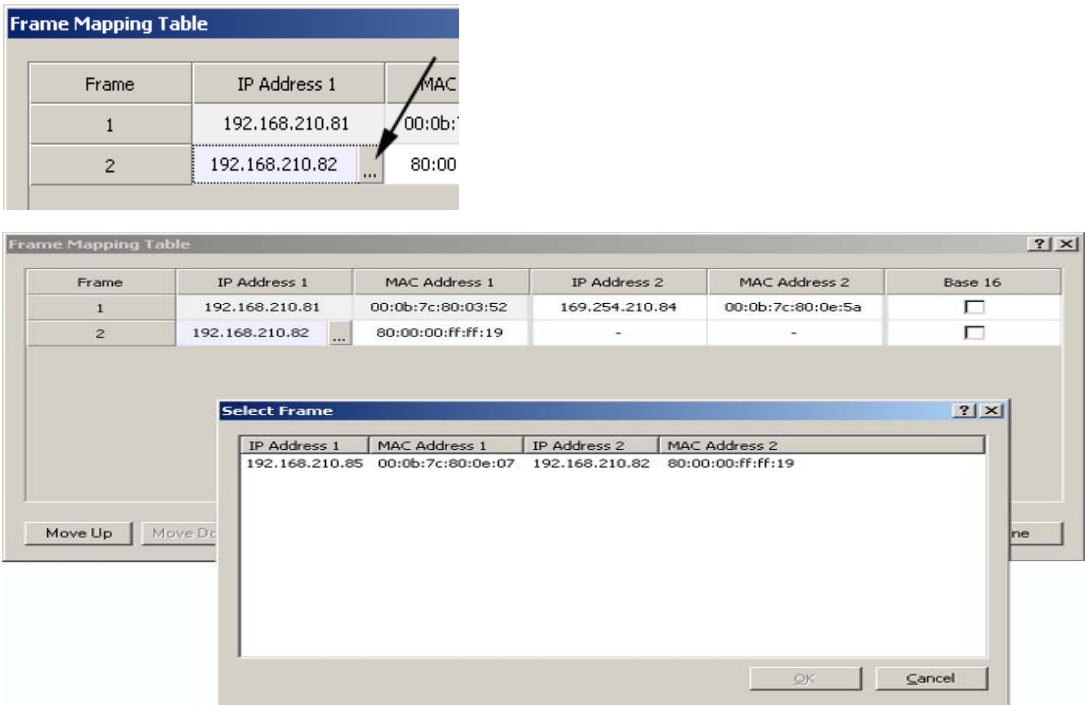 Frame Mapping Table
Frame IP Address 1 MAC
1 192.168.210.81 00:0b:
2 192.168.210.82 ... 80:00
Frame Mapping Table
Frame IP Address 1 MAC Address 1 IP Address 2 MAC Address 2 Base 16
1 192.168.210.81 00:0b:7c:80:03:52 169.254.210.84 00:0b:7c:80:0e:5a
2 192.168.210.82 ... 80:00:00:ff:ff:19 - -
Select Frame
IP Address 1 MAC Address 1 IP Address 2 MAC Address 2
192.168.210.85 00:0b:7c:80:0e:07 192.168.210.82 80:00:00:ff:ff:19
Move Up Move Do ne
OK Cancel